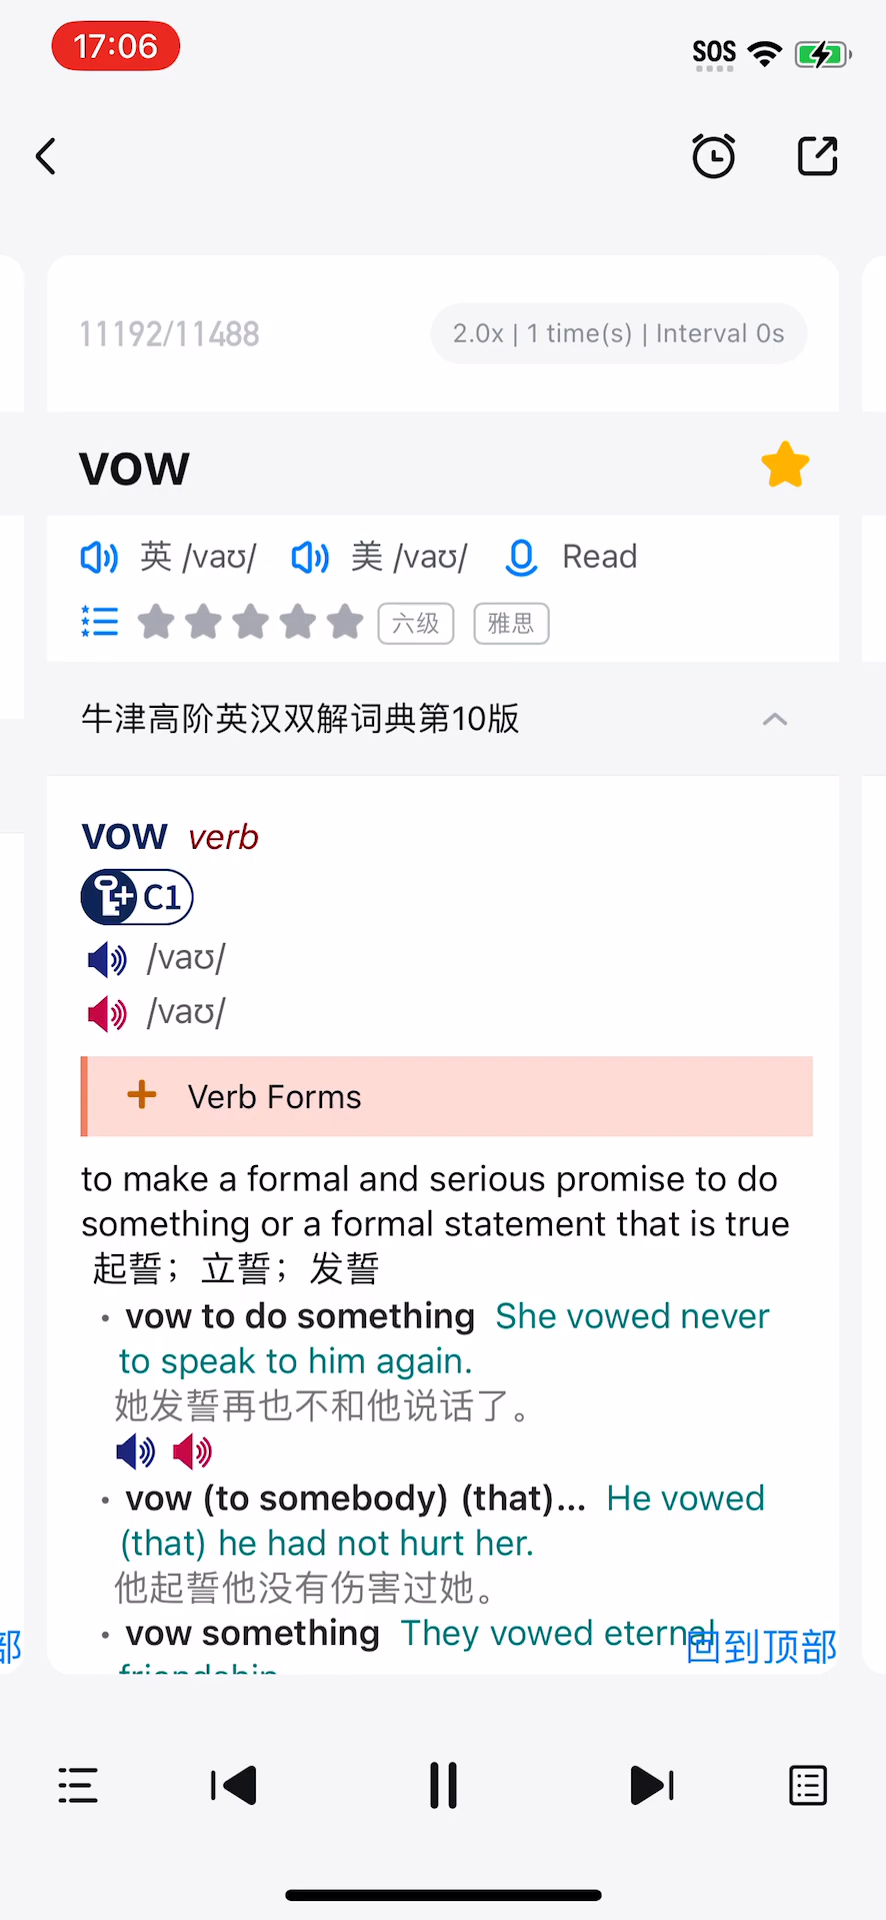 17:06 SOS
11192/11488 2.0x | 1 time(s) | Interval 0s
vow
英 /vaʊ/ 美 /vaʊ/ Read
六级 雅思
牛津高阶英汉双解词典第10版
vow verb
C1
/vaʊ/
/vaʊ/
+ Verb Forms
to make a formal and serious promise to do
something or a formal statement that is true
起誓；立誓；发誓
• vow to do something She vowed never
to speak to him again.
她发誓再也不和他说话了。
• vow (to somebody) (that)... He vowed
(that) he had not hurt her.
他起誓他没有伤害过她。
• vow something They vowed eternal
friendship
部 回到顶部